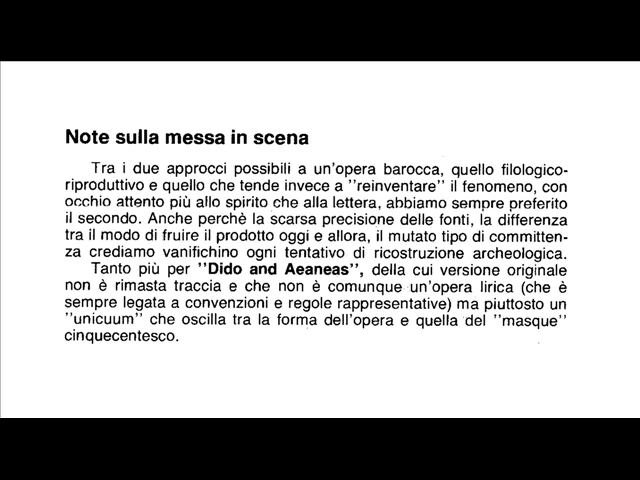 Note sulla messa in scena
Tra i due approcci possibili a un'opera barocca, quello filologico-
riproduttivo e quello che tende invece a ''reinventare'' il fenomeno, con
occhio attento più allo spirito che alla lettera, abbiamo sempre preferito
il secondo. Anche perchè la scarsa precisione delle fonti, la differenza
tra il modo di fruire il prodotto oggi e allora, il mutato tipo di committen-
za crediamo vanifichino ogni tentativo di ricostruzione archeologica.
Tanto più per ''Dido and Aeaneas'', della cui versione originale
non è rimasta traccia e che non è comunque un'opera lirica (che è
sempre legata a convenzioni e regole rappresentative) ma piuttosto un
''unicuum'' che oscilla tra la forma dell'opera e quella del ''masque''
cinquecentesco.